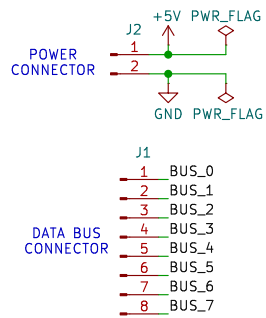 +5V PWR_FLAG
J2
POWER
CONNECTOR
1
2
GND PWR_FLAG
J1
DATA BUS
CONNECTOR
1 BUS_0
2 BUS_1
3 BUS_2
4 BUS_3
5 BUS_4
6 BUS_5
7 BUS_6
8 BUS_7